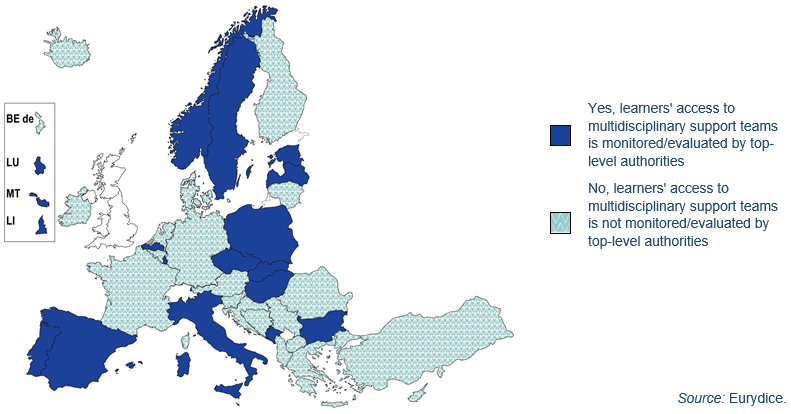 BE de
LU
MT
LI
Yes, learners' access to
multidisciplinary support teams
is monitored/evaluated by top-
level authorities
No, learners' access to
multidisciplinary support teams
is not monitored/evaluated by
top-level authorities
Source: Eurydice.